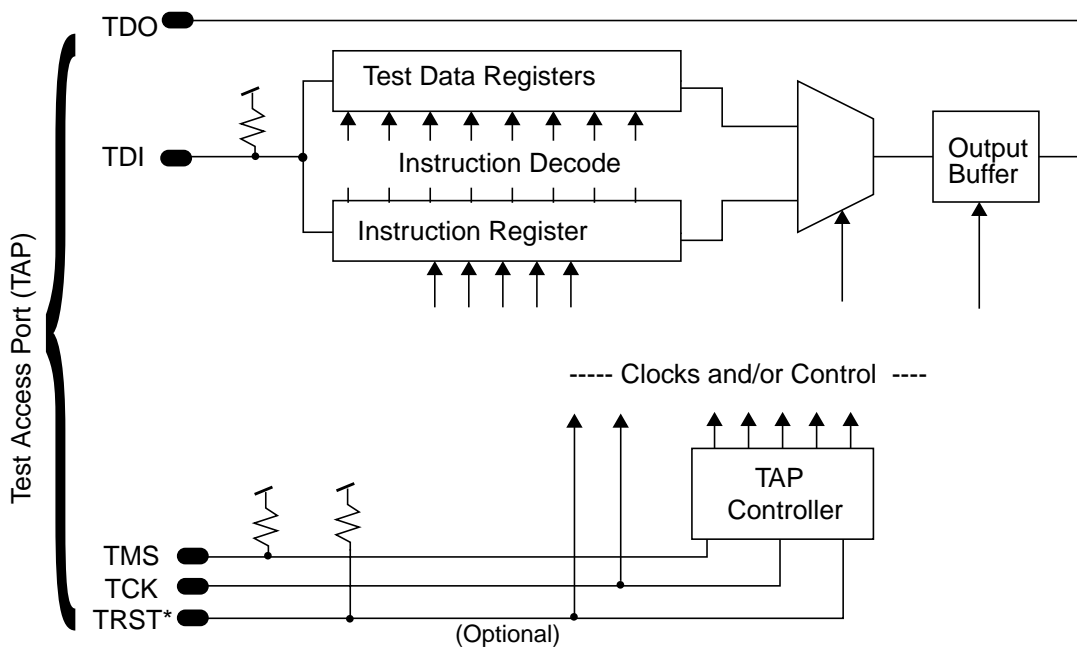 TDO
Test Data Registers
TDI
Instruction Decode
Output
Buffer
Instruction Register
Test Access Port (TAP)
----- Clocks and/or Control ----
TAP
Controller
TMS
TCK
TRST*
(Optional)